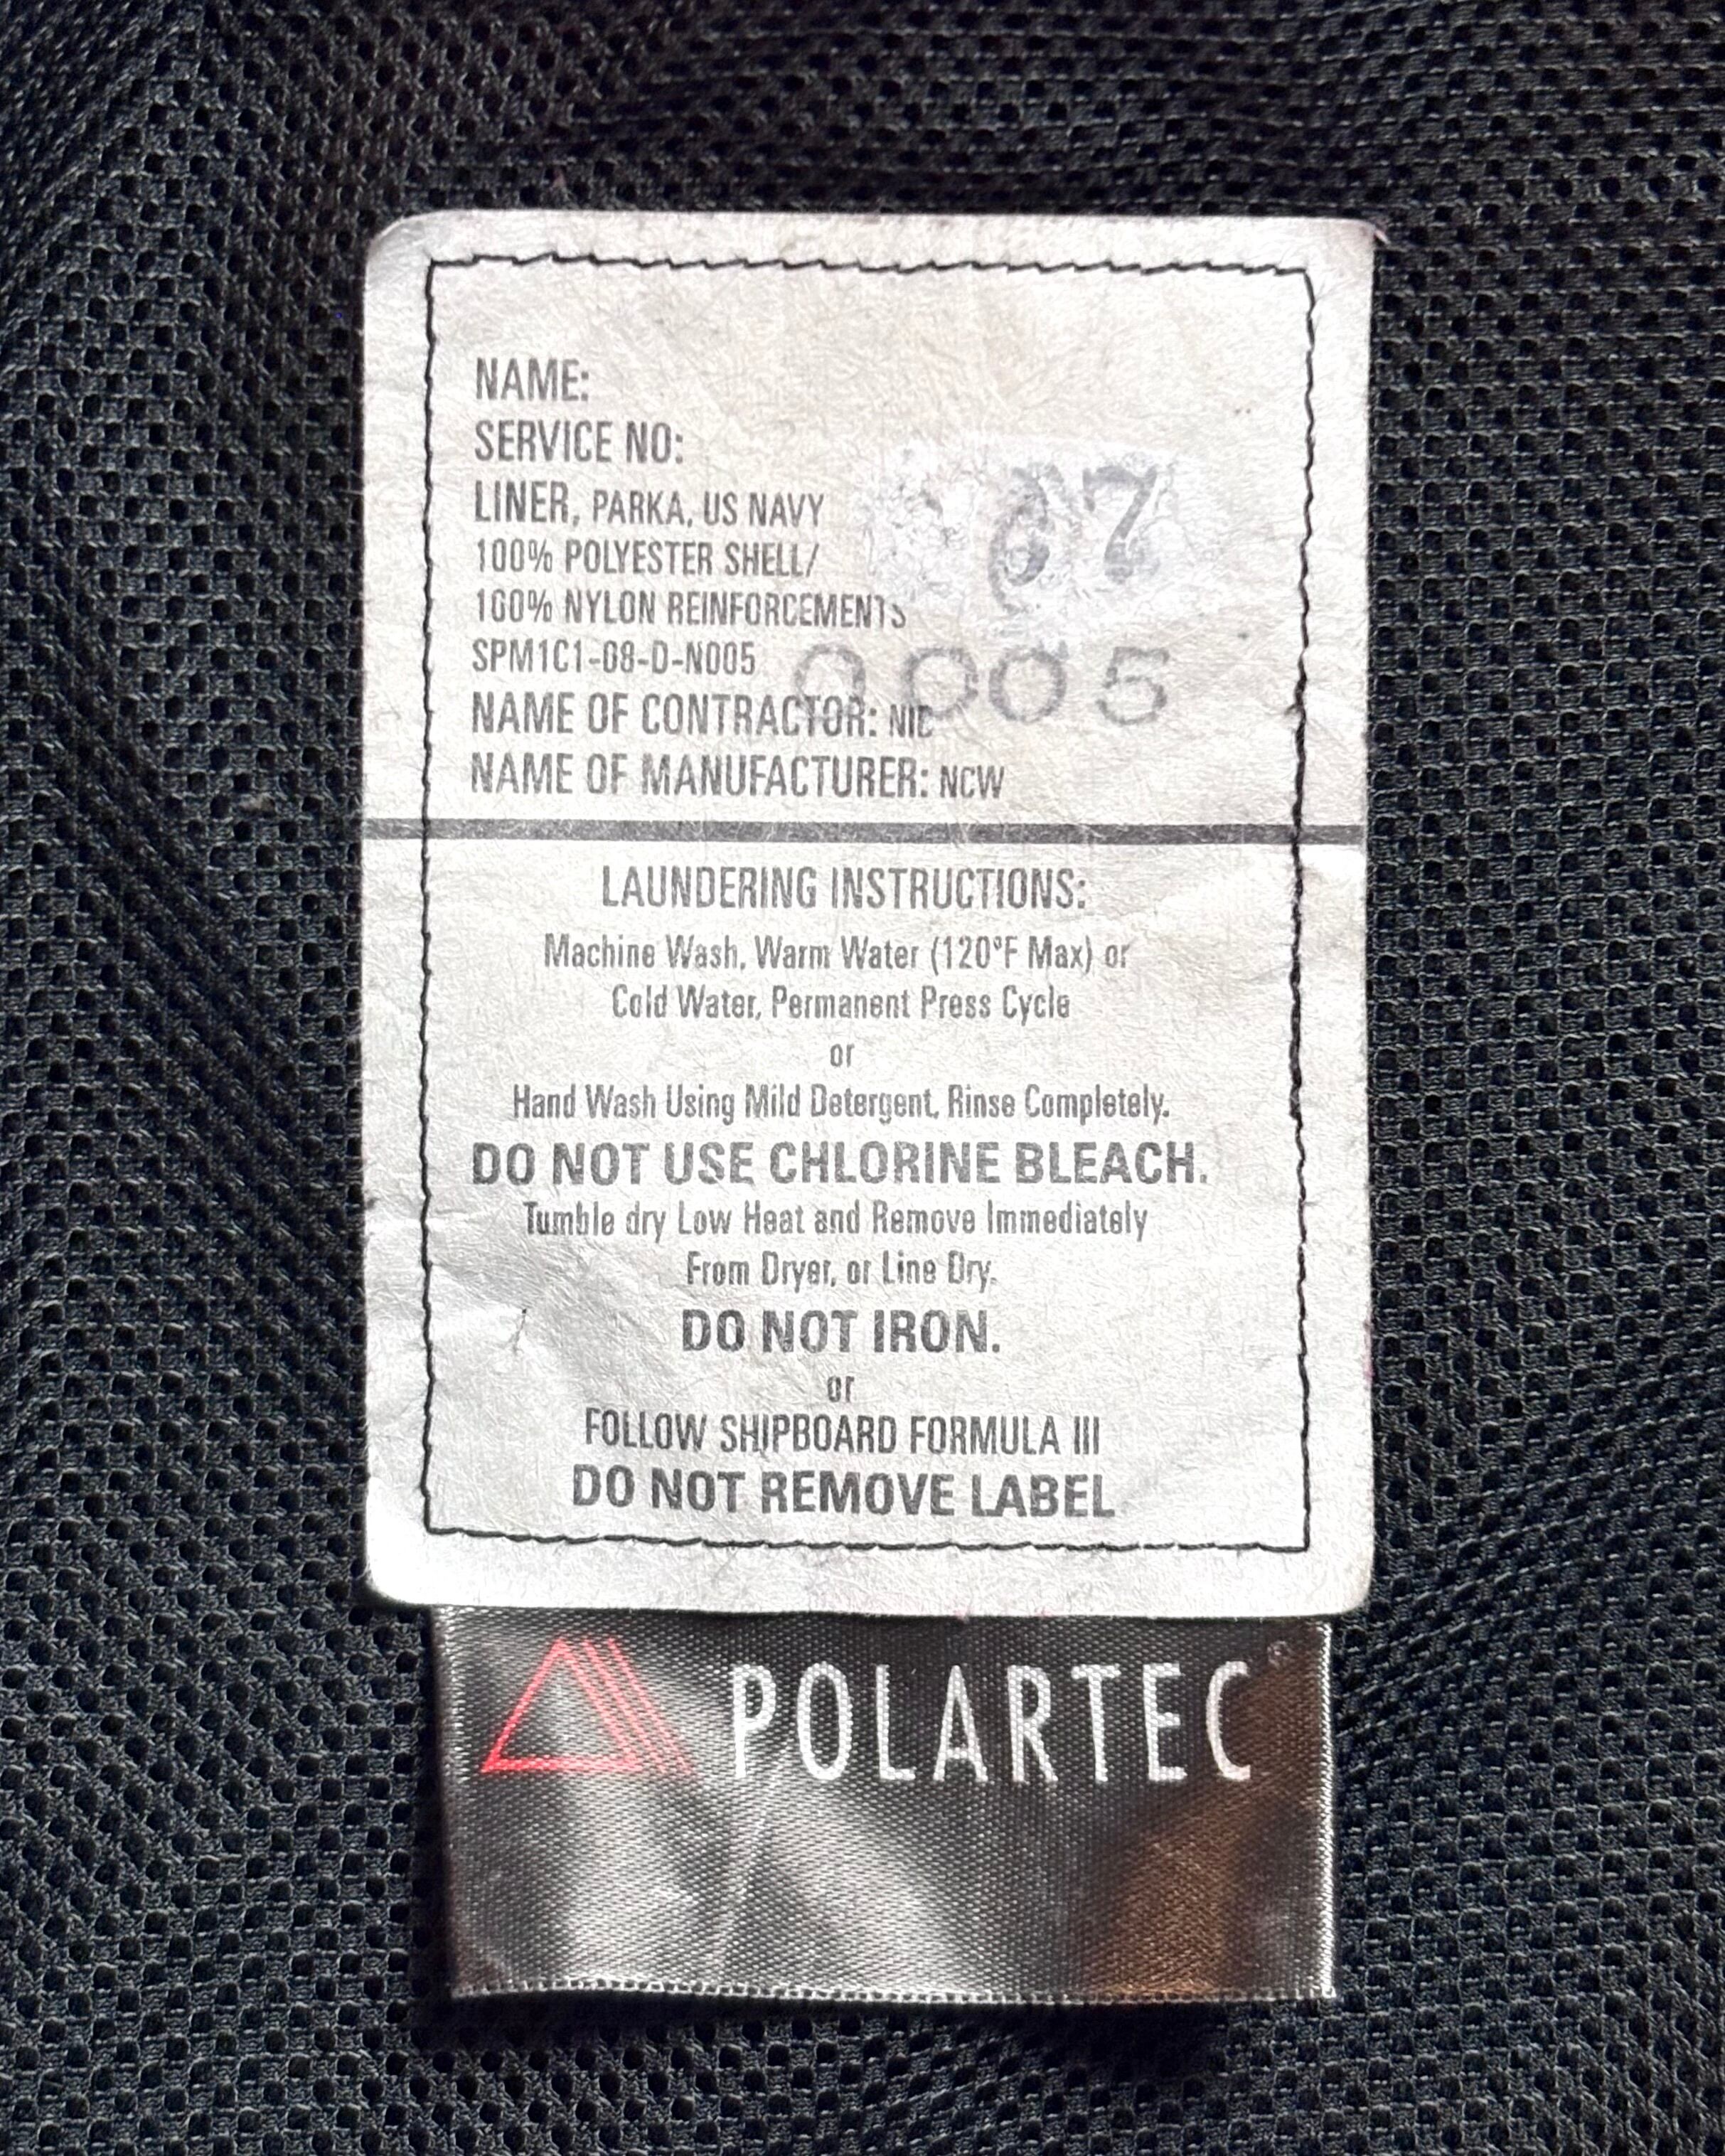 NAME:
SERVICE NO:
LINER, PARKA, US NAVY
67
100% POLYESTER SHELL/
100% NYLON REINFORCEMENTS
SPM1C1-08-D-N005
0005
NAME OF CONTRACTOR: NIB
NAME OF MANUFACTURER: NCW
LAUNDERING INSTRUCTIONS:
Machine Wash, Warm Water (120°F Max) or
Cold Water, Permanent Press Cycle
or
Hand Wash Using Mild Detergent, Rinse Completely.
DO NOT USE CHLORINE BLEACH.
Tumble dry Low Heat and Remove Immediately
From Dryer, or Line Dry.
DO NOT IRON.
or
FOLLOW SHIPBOARD FORMULA III
DO NOT REMOVE LABEL
POLARTEC®